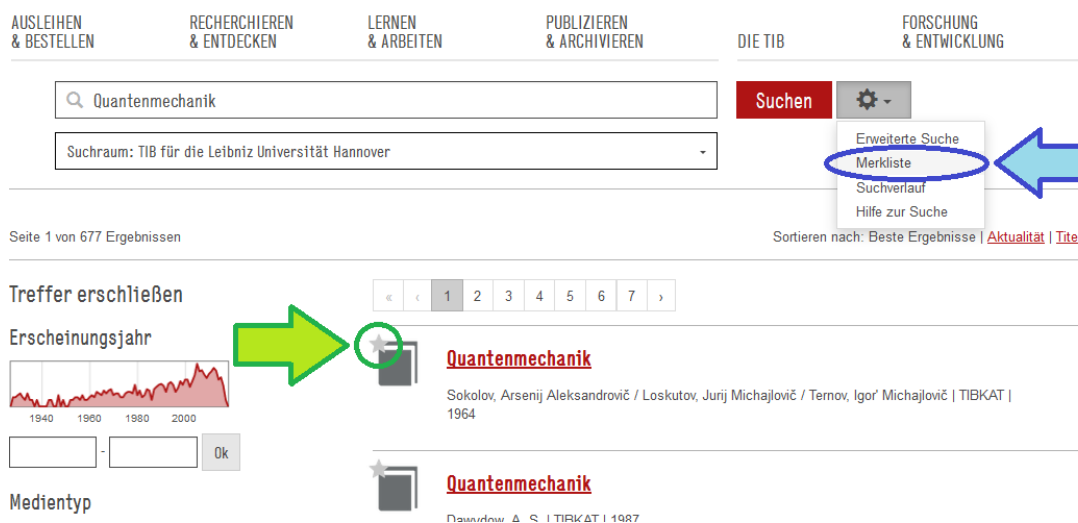 AUSLEIHEN
& BESTELLEN
RECHERCHIEREN
& ENTDECKEN
LERNEN
& ARBEITEN
PUBLIZIEREN
& ARCHIVIEREN
DIE TIB
FORSCHUNG
& ENTWICKLUNG
Quantenmechanik
Suchen
Suchraum: TIB für die Leibniz Universität Hannover
Erweiterte Suche
Merkliste
Suchverlauf
Hilfe zur Suche
Seite 1 von 677 Ergebnissen
Sortieren nach: Beste Ergebnisse | Aktualität | Tite
Treffer erschließen
« ‹ 1 2 3 4 5 6 7 ›
Erscheinungsjahr
1940 1960 1980 2000
- Ok
Medientyp
Quantenmechanik
Sokolov, Arsenij Aleksandrovič / Loskutov, Jurij Michajlovič / Ternov, Igor' Michajlovič | TIBKAT |
1964
Quantenmechanik
Dawydow, A. S. | TIBKAT | 1987